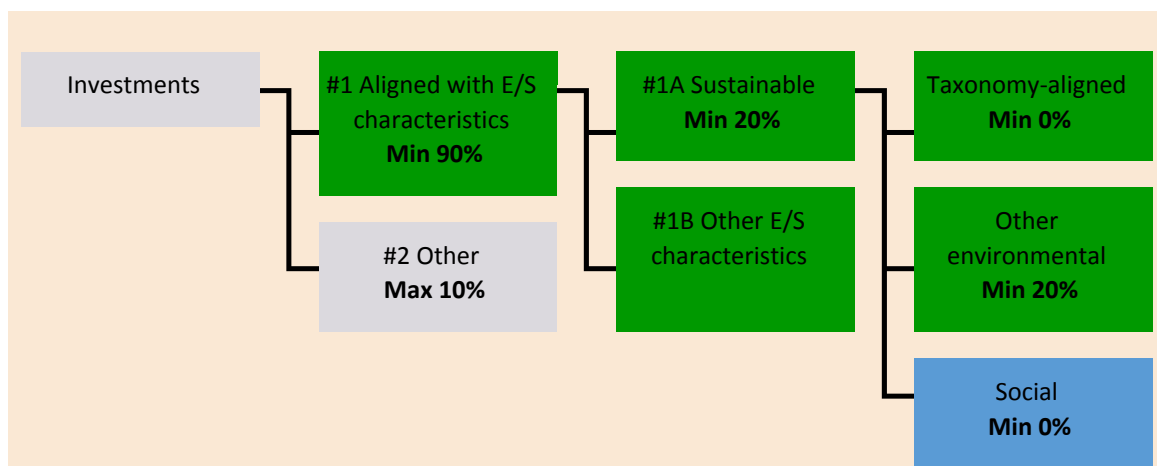 Investments
#1 Aligned with E/S
characteristics
Min 90%
#2 Other
Max 10%
#1A Sustainable
Min 20%
#1B Other E/S
characteristics
Taxonomy-aligned
Min 0%
Other
environmental
Min 20%
Social
Min 0%